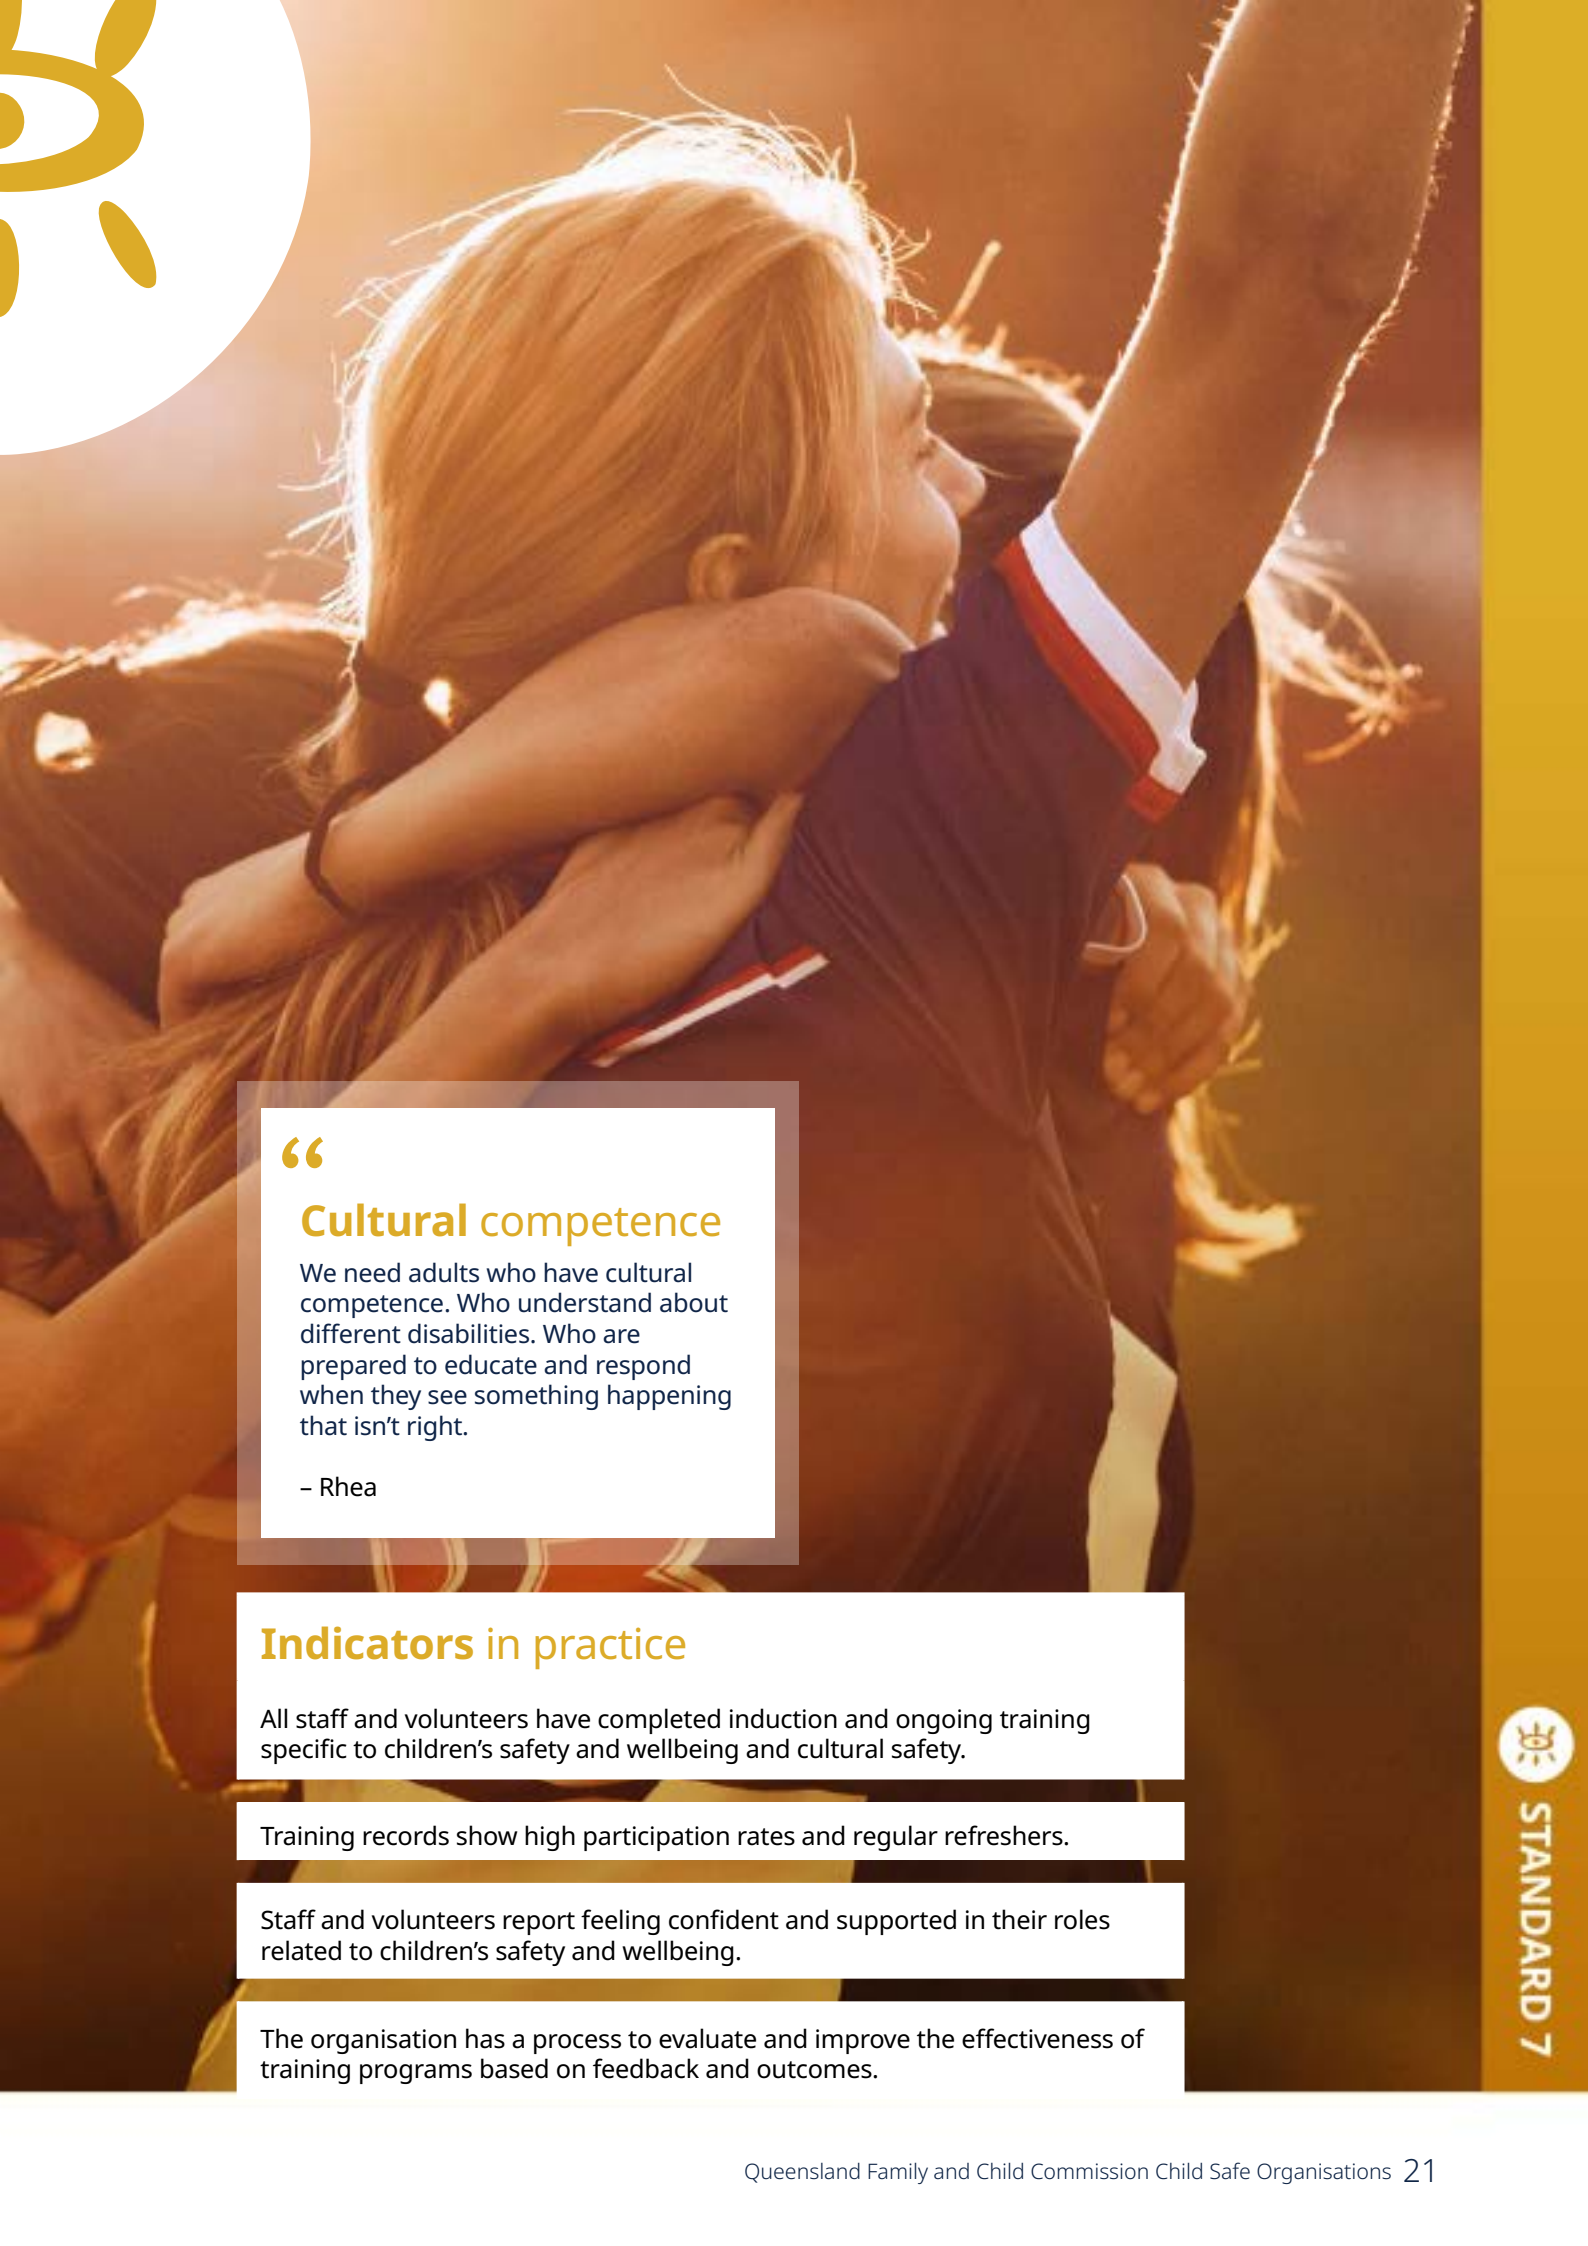 “
Cultural competence
We need adults who have cultural
competence. Who understand about
different disabilities. Who are
prepared to educate and respond
when they see something happening
that isn’t right.
– Rhea
Indicators in practice
All staff and volunteers have completed induction and ongoing training
specific to children’s safety and wellbeing and cultural safety.
Training records show high participation rates and regular refreshers.
Staff and volunteers report feeling confident and supported in their roles
related to children’s safety and wellbeing.
The organisation has a process to evaluate and improve the effectiveness of
training programs based on feedback and outcomes.
STANDARD 7
Queensland Family and Child Commission Child Safe Organisations 21